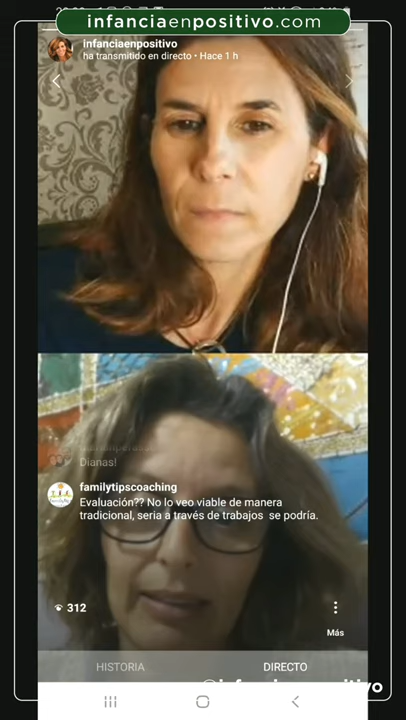 infanciaenpositivo.com
infanciaenpositivo
ha transmitido en directo • Hace 1 h
Dianas!
familytipscoaching
Evaluación?? No lo veo viable de manera
tradicional, seria a través de trabajos se podría.
312
Más
HISTORIA
DIRECTO